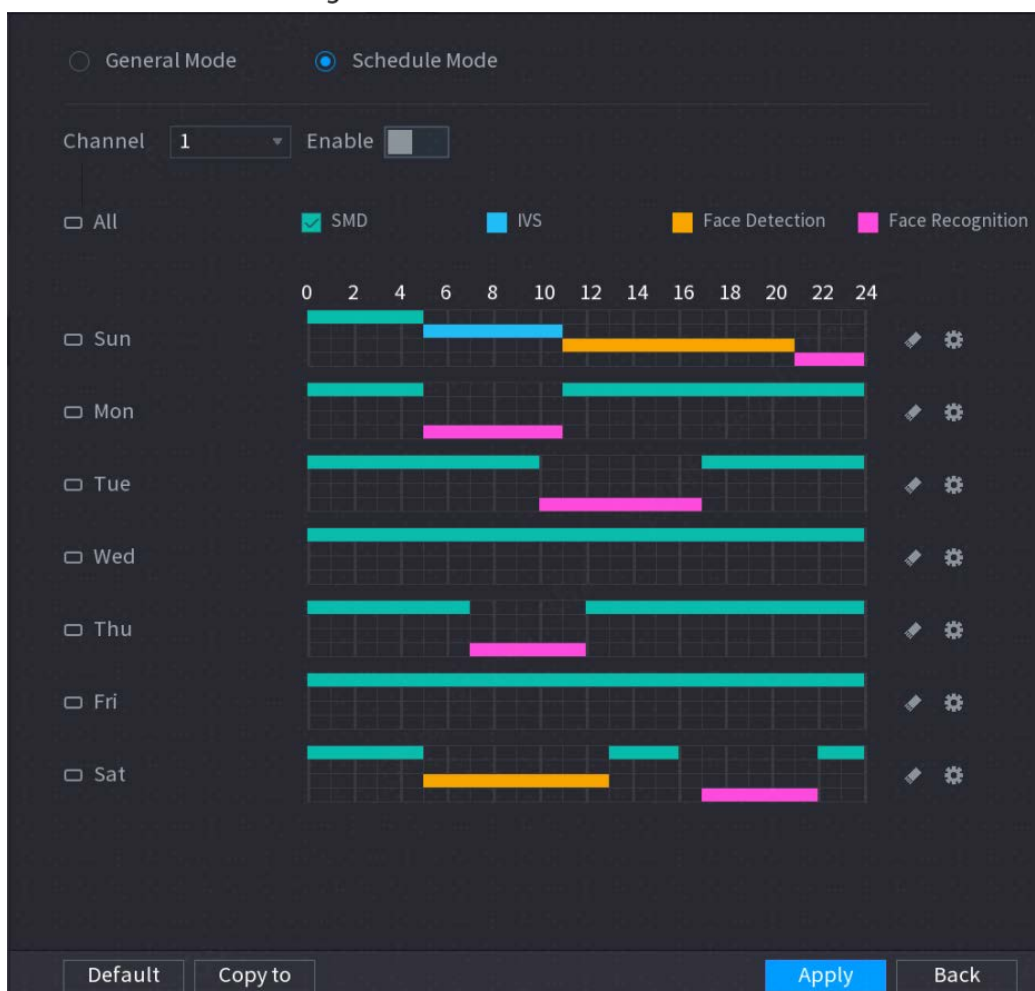 General Mode Schedule Mode
Channel 1 Enable
All SMD IVS Face Detection Face Recognition
0 2 4 6 8 10 12 14 16 18 20 22 24
Sun
Mon
Tue
Wed
Thu
Fri
Sat
Default Copy to Apply Back